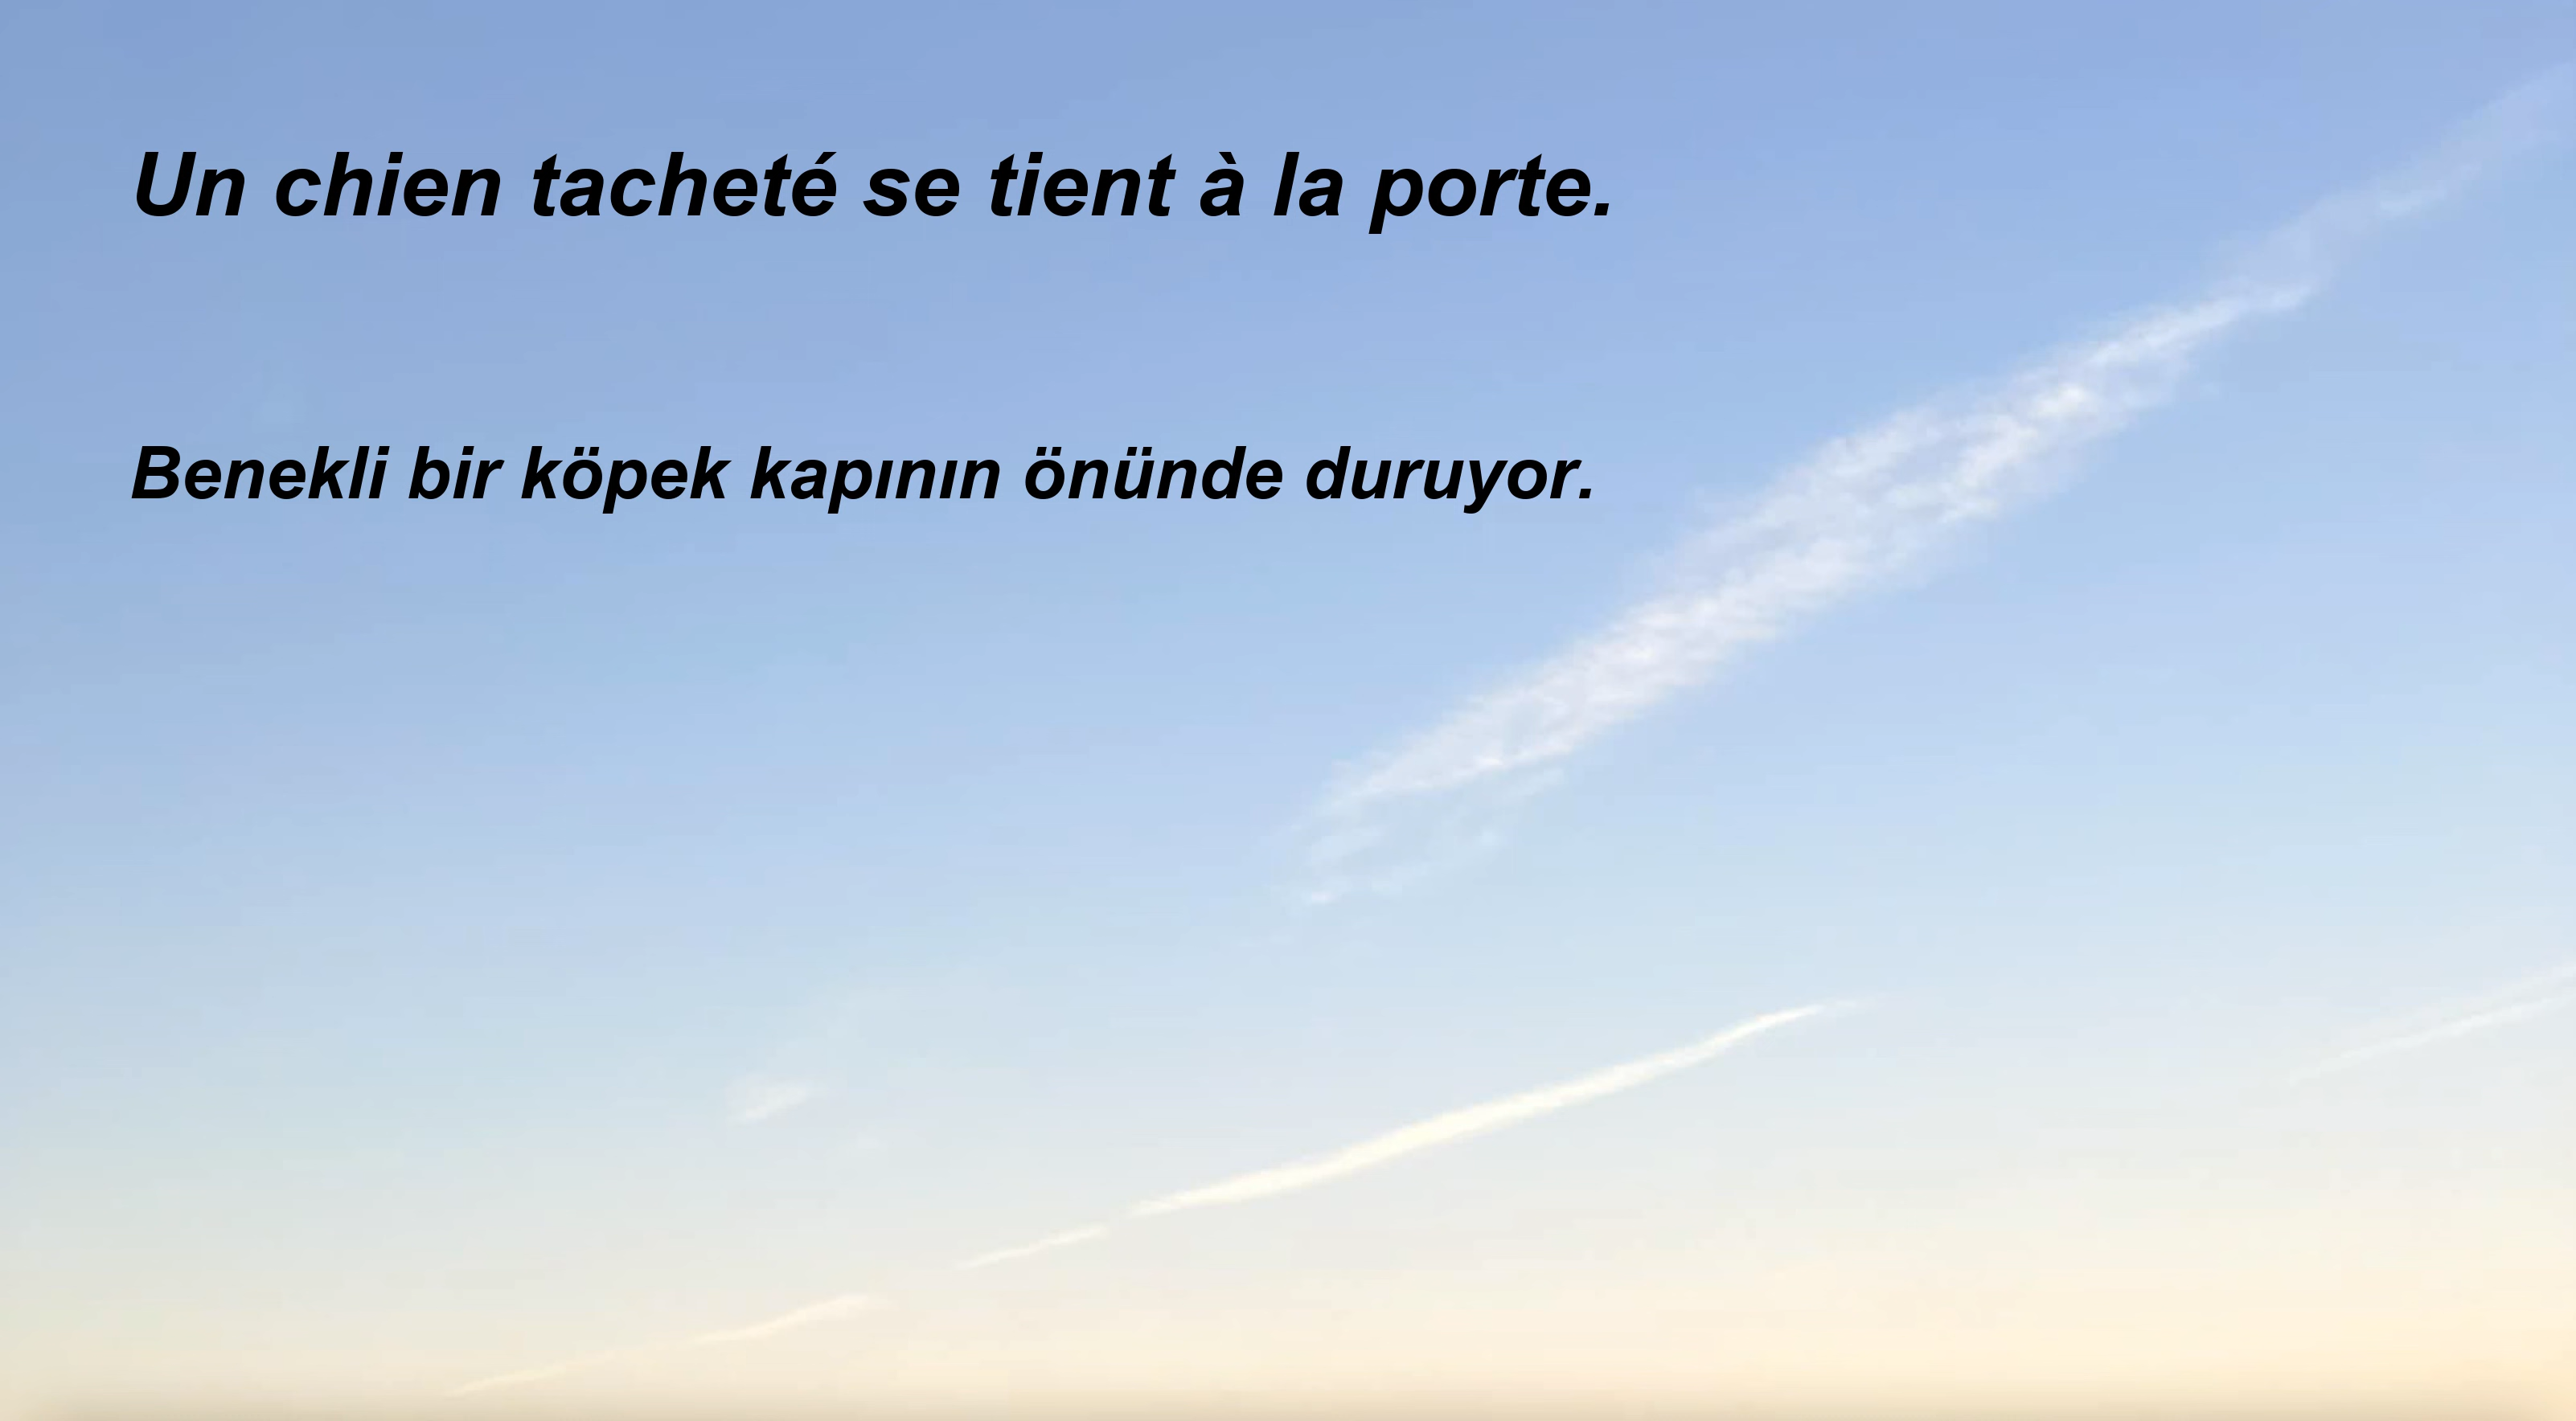 Un chien tacheté se tient à la porte.
Benekli bir köpek kapının önünde duruyor.